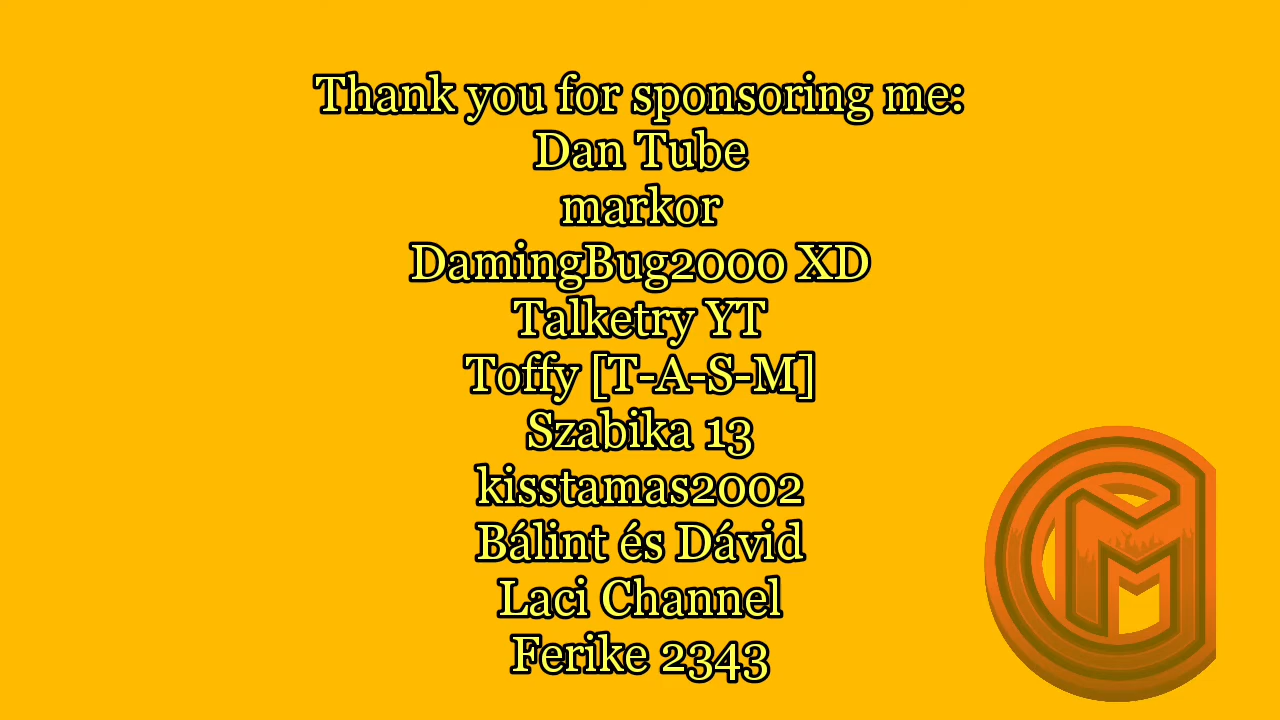 Thank you for sponsoring me:
Dan Tube
markor
DamingBug2000 XD
Talketry YT
Toffy [T-A-S-M]
Szabika 13
kisstamas2002
Bálint és Dávid
Laci Channel
Ferike 2343